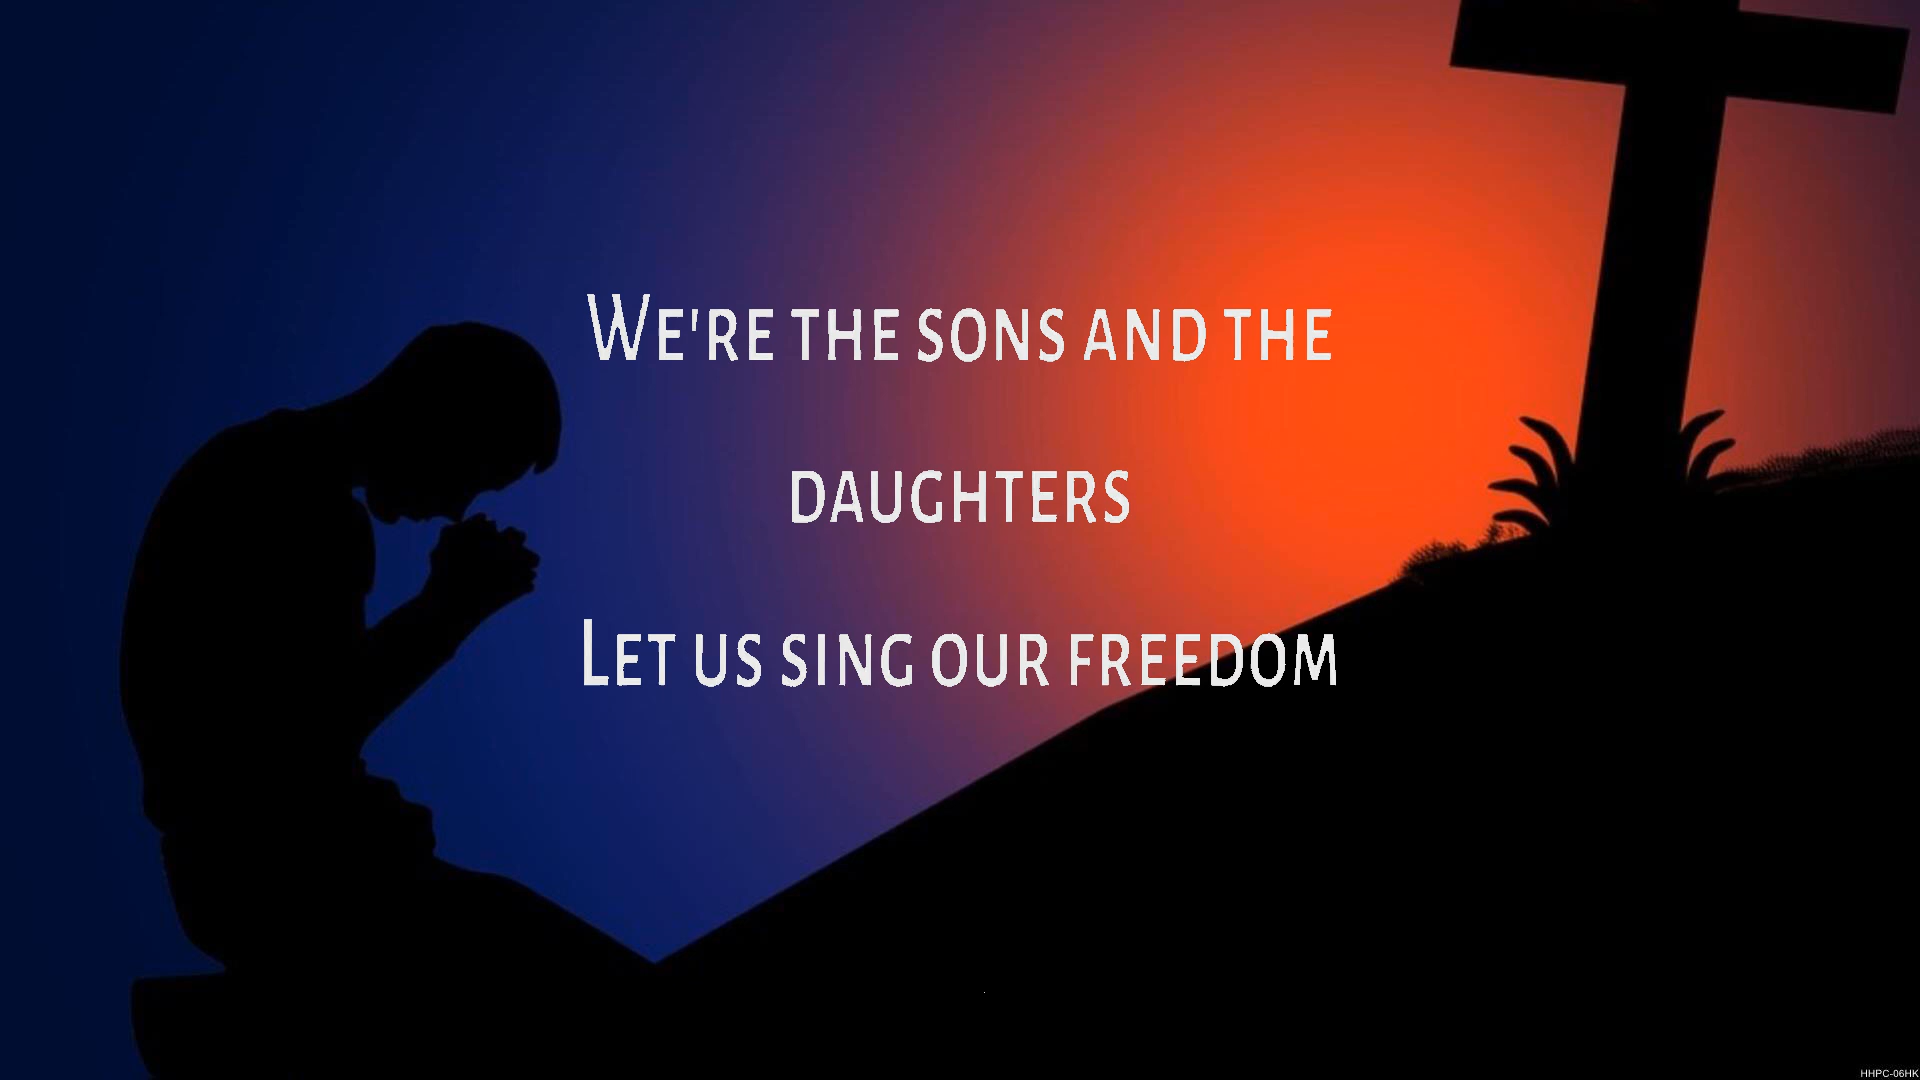 We're the sons and the
daughters
Let us sing our freedom
HHPC-06HK